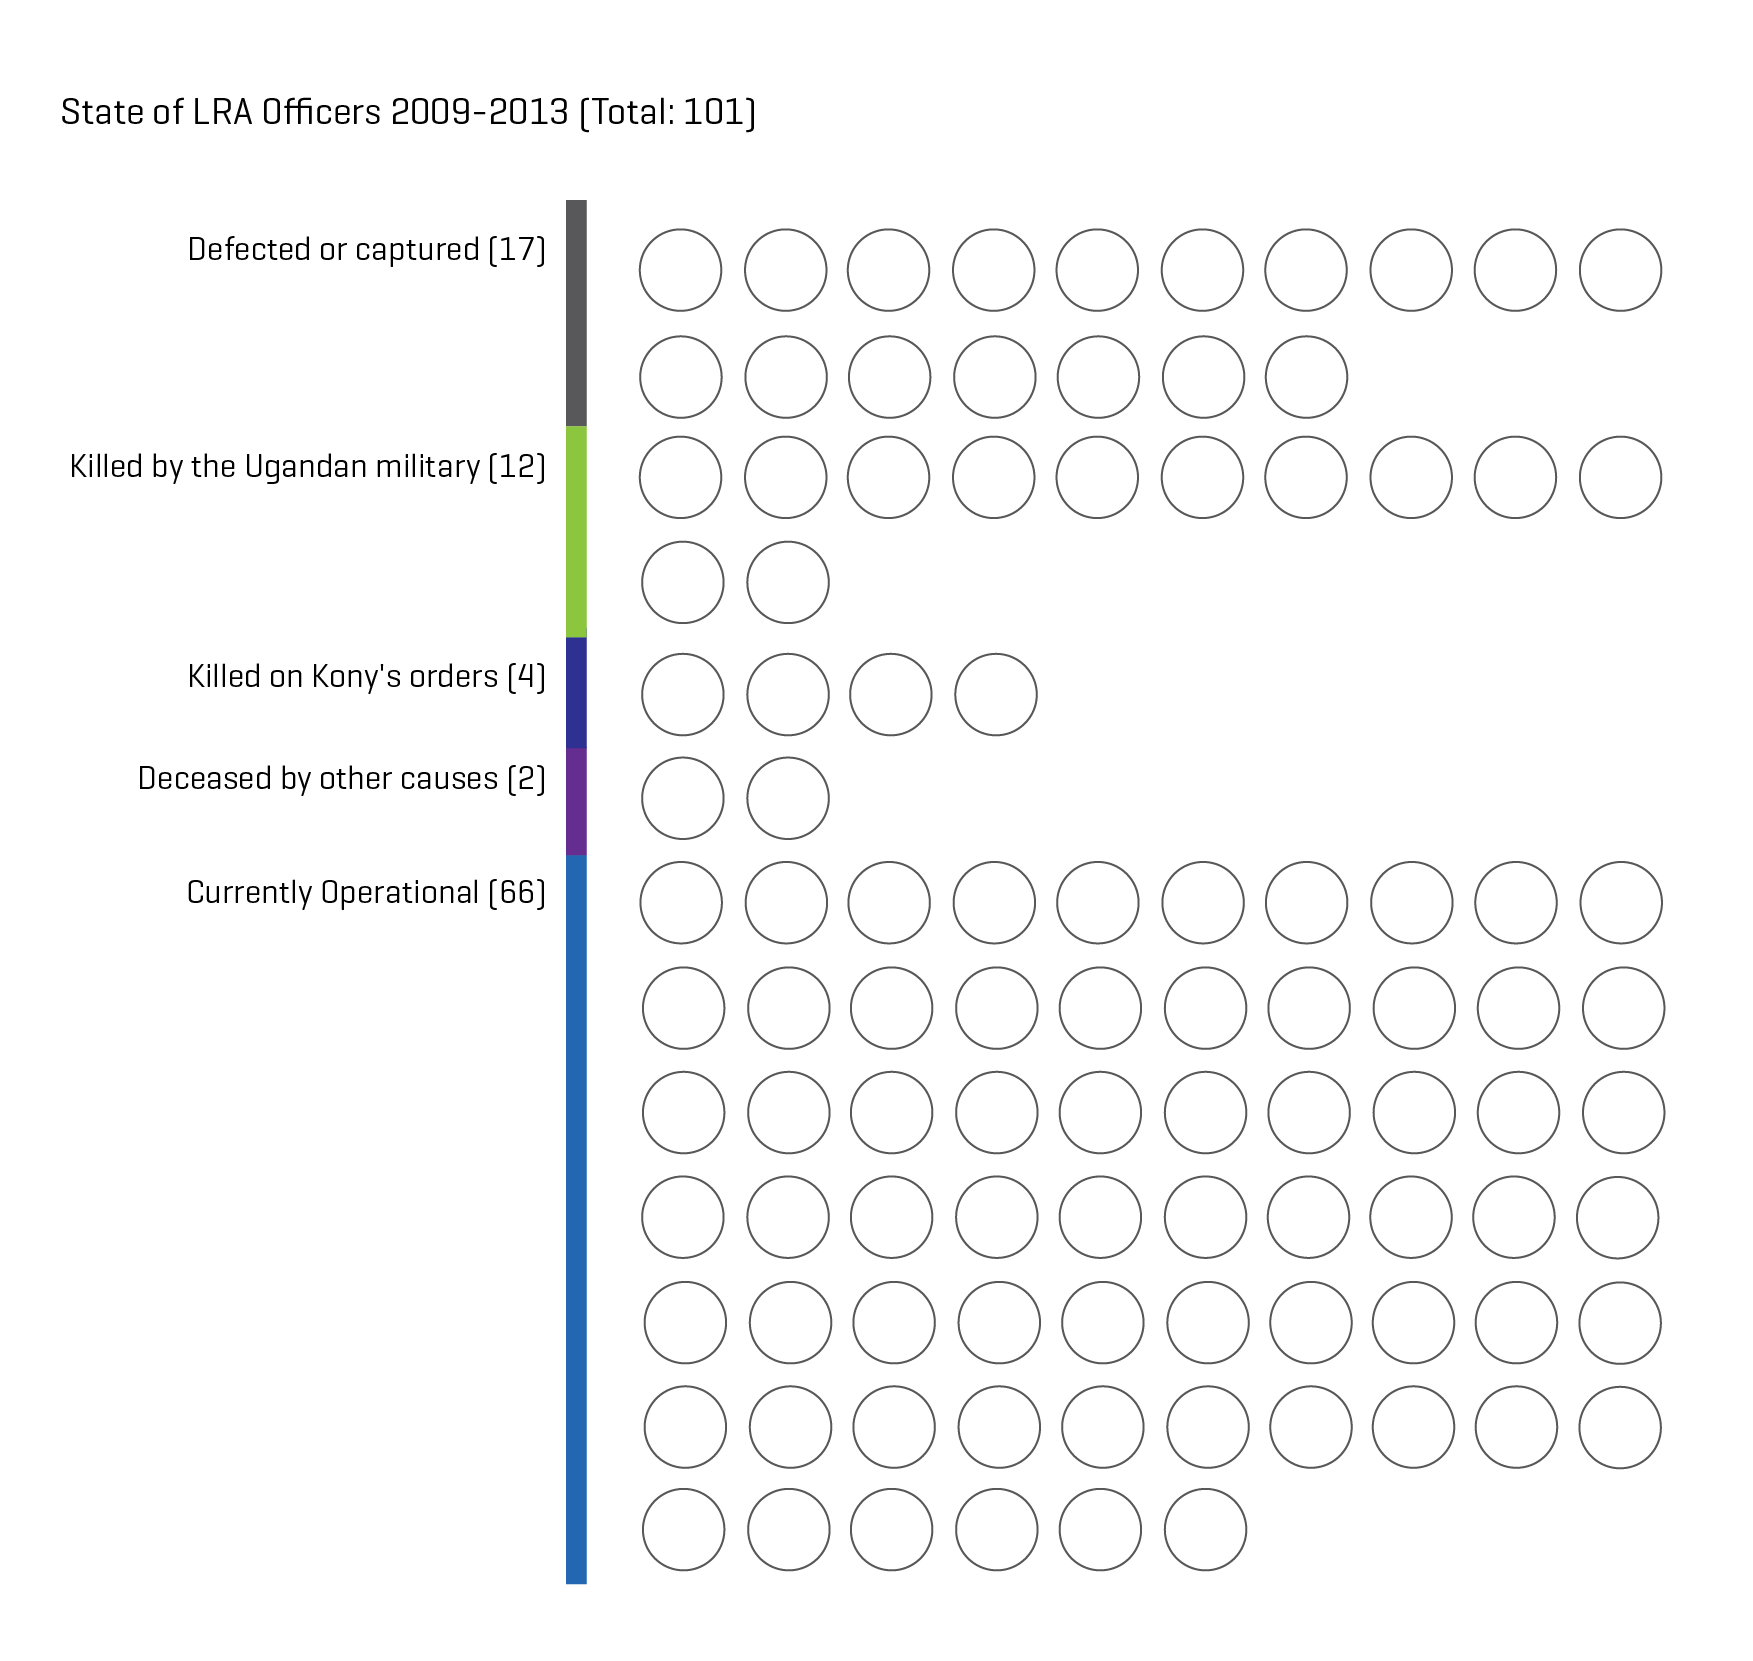 State of LRA Officers 2009-2013 (Total: 101)
Defected or captured (17)
Killed by the Ugandan military (12)
Killed on Kony's orders (4)
Deceased by other causes (2)
Currently Operational (66)